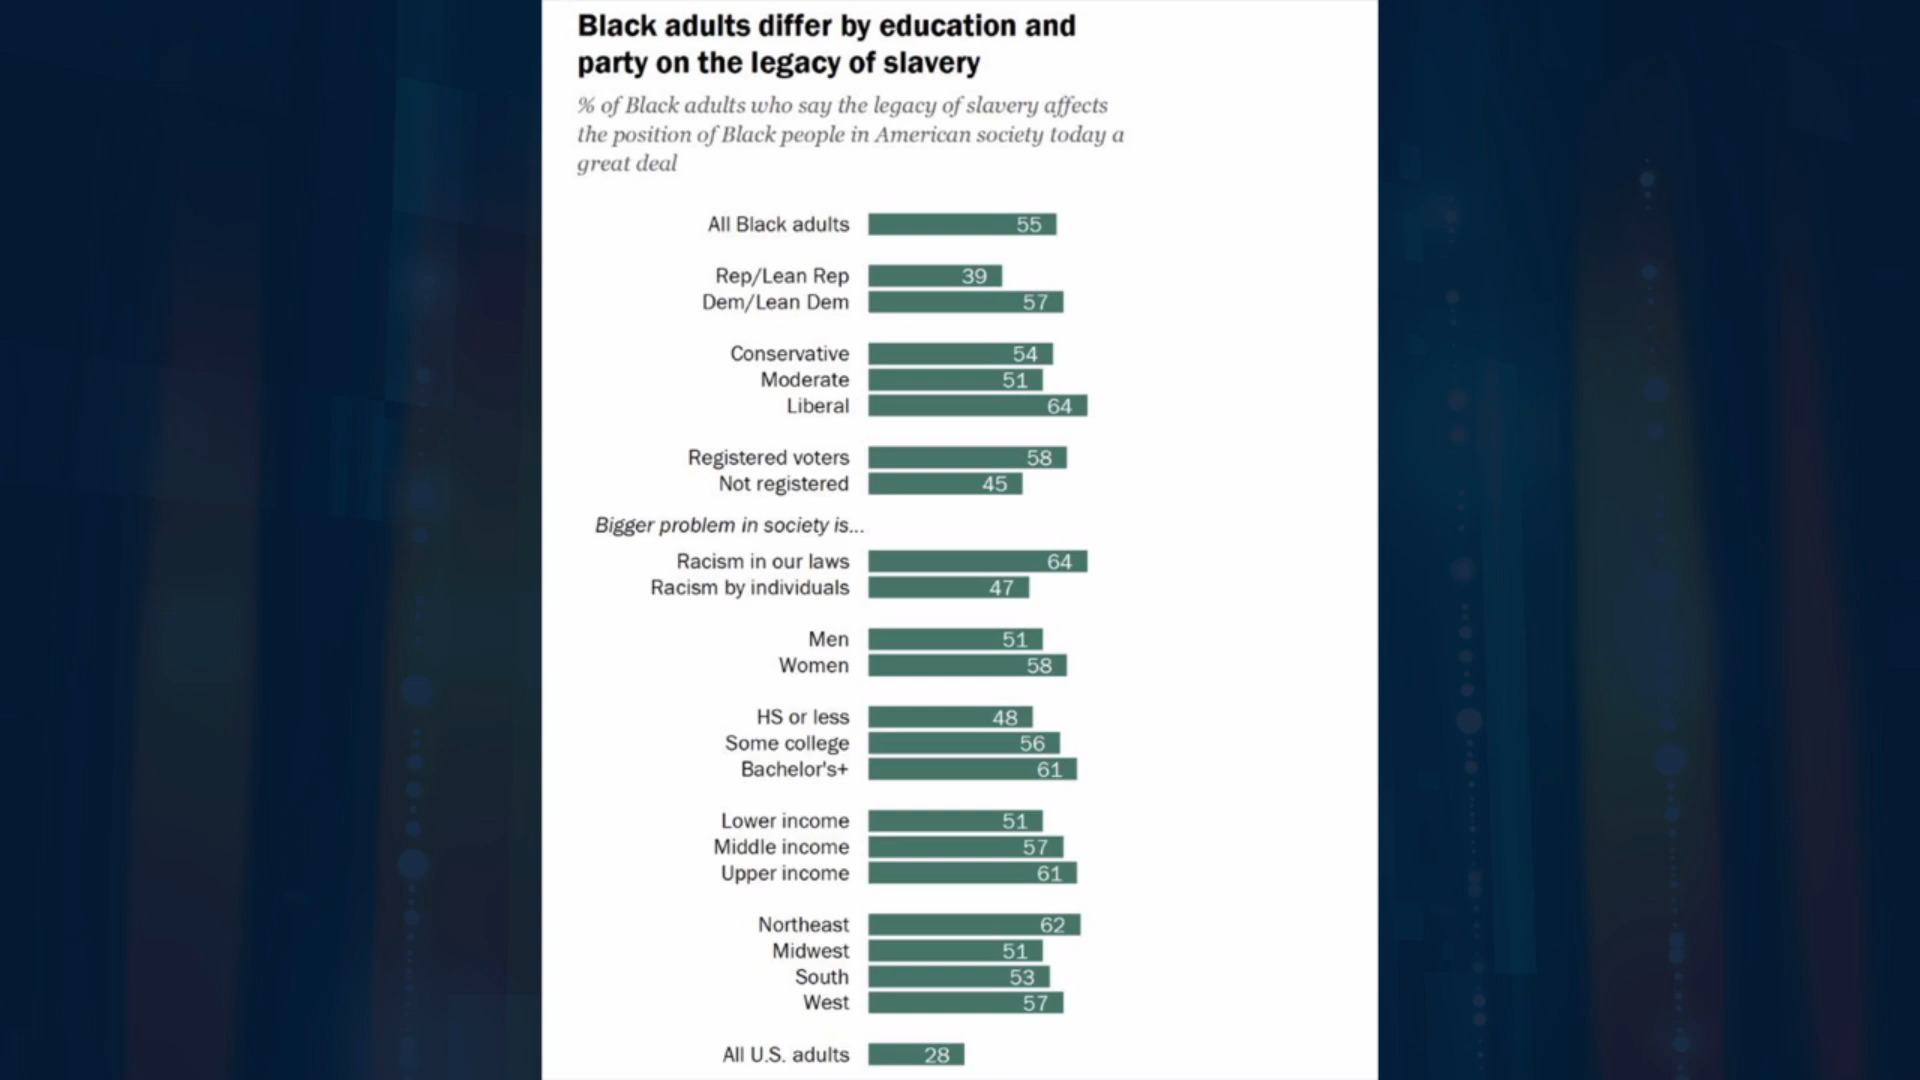 Black adults differ by education and
party on the legacy of slavery
% of Black adults who say the legacy of slavery affects
the position of Black people in American society today a
great deal
All Black adults 55
Rep/Lean Rep 39
Dem/Lean Dem 57
Conservative 54
Moderate 51
Liberal 64
Registered voters 58
Not registered 45
Bigger problem in society is...
Racism in our laws 64
Racism by individuals 47
Men 51
Women 58
HS or less 48
Some college 56
Bachelor's+ 61
Lower income 51
Middle income 57
Upper income 61
Northeast 62
Midwest 51
South 53
West 57
All U.S. adults 28